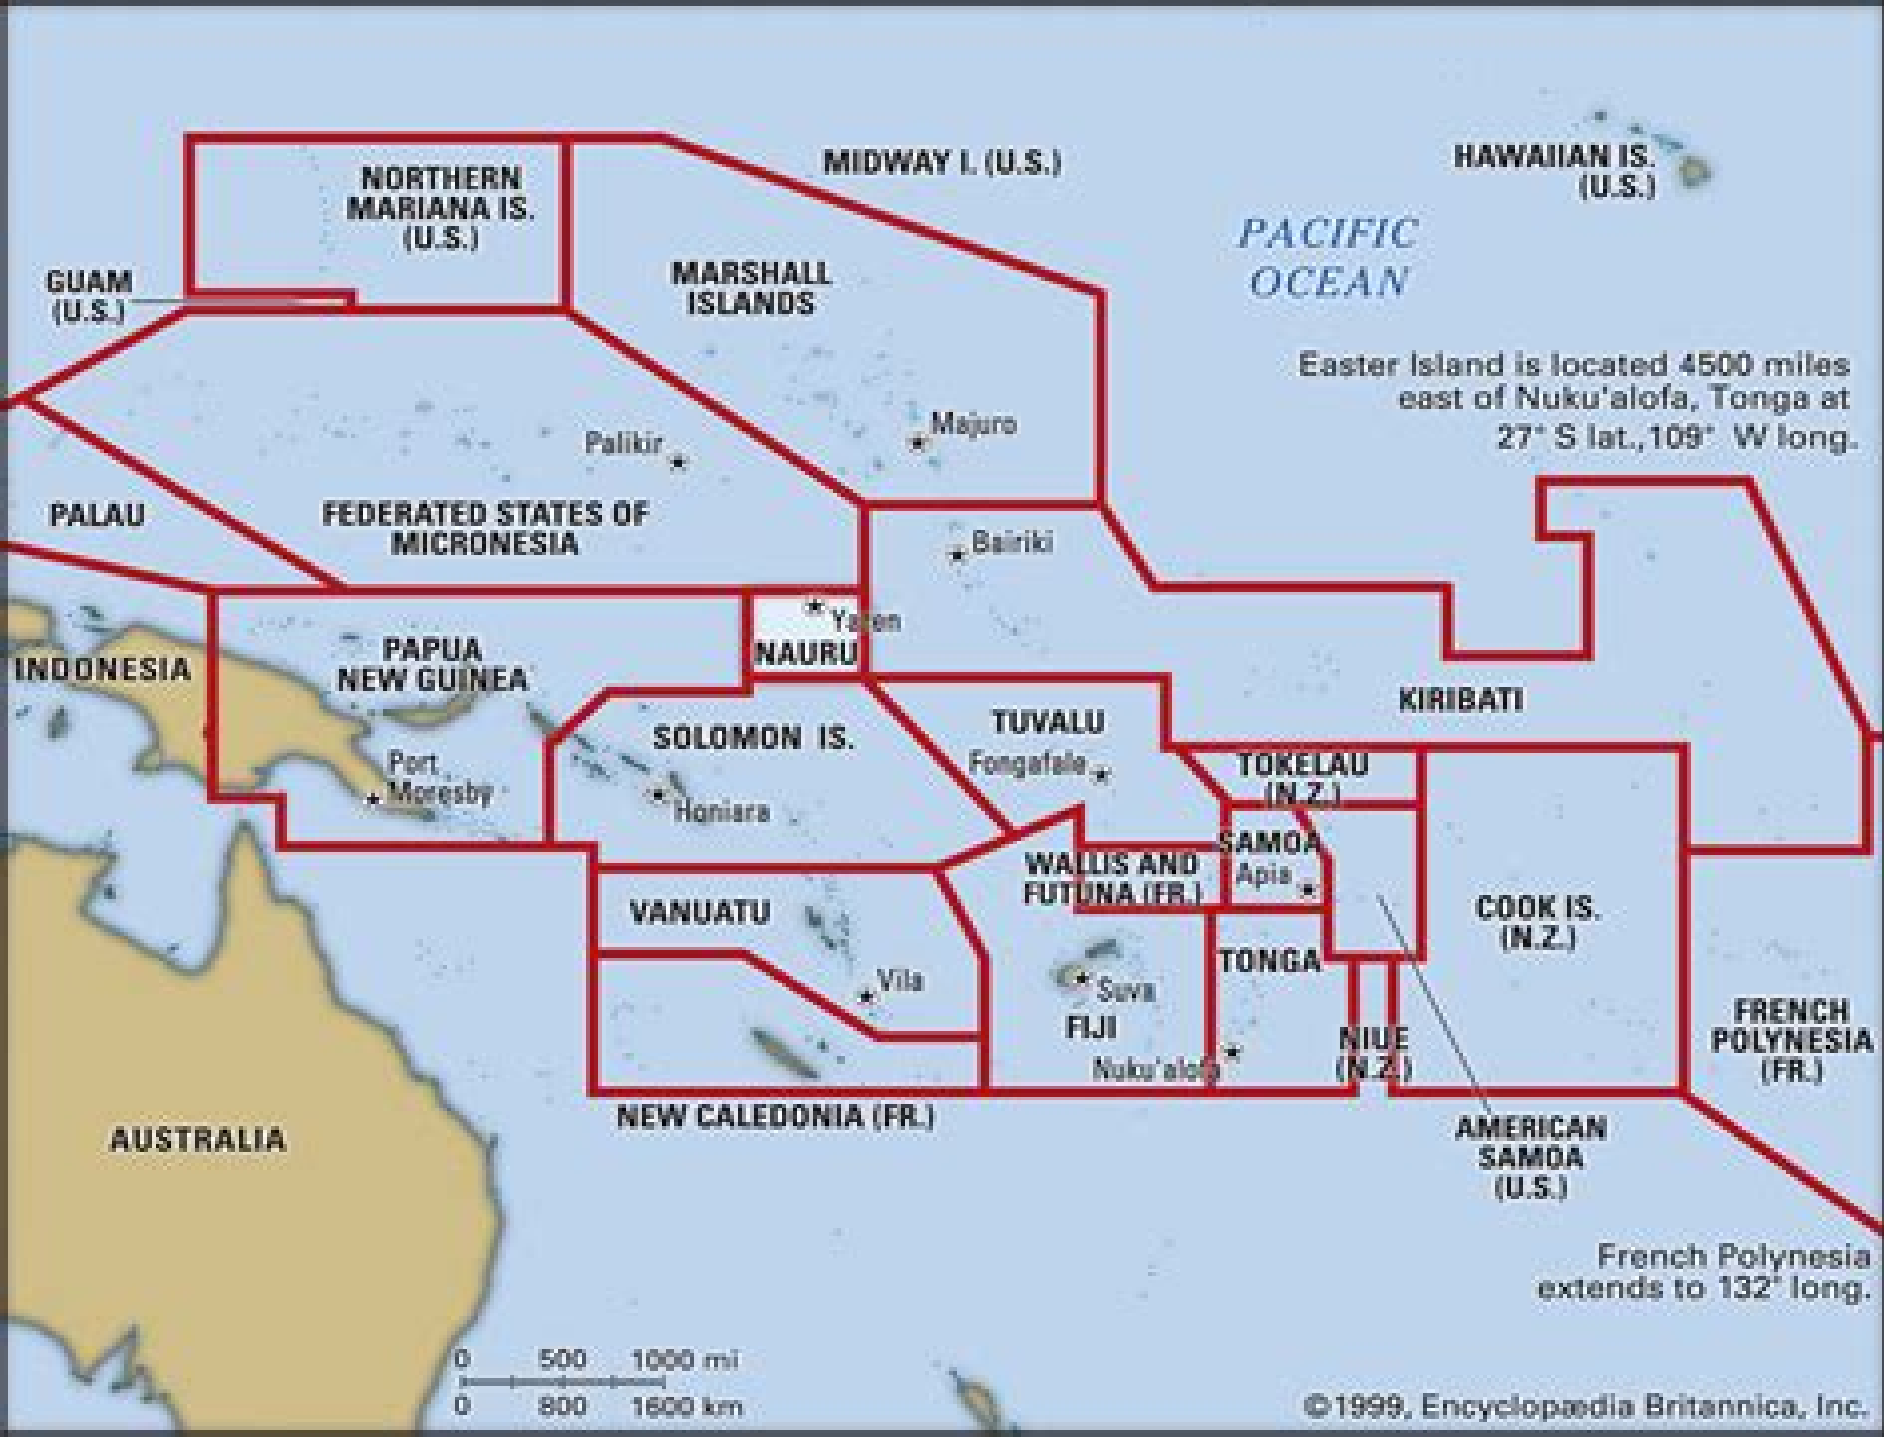 MIDWAY I. (U.S.)
HAWAIIAN IS.
(U.S.)
NORTHERN
MARIANA IS.
(U.S.)
PACIFIC
OCEAN
GUAM
(U.S.)
MARSHALL
ISLANDS
Easter Island is located 4500 miles
east of Nuku'alofa, Tonga at
27° S lat., 109° W long.
Majuro
Palikir
PALAU
FEDERATED STATES OF
MICRONESIA
Bairiki
Yaren
NAURU
INDONESIA
PAPUA
NEW GUINEA
KIRIBATI
SOLOMON IS.
TUVALU
Fongafale
TOKELAU
(N.Z.)
Port
Moresby
Honiara
SAMOA
Apia
WALLIS AND
FUTUNA (FR.)
VANUATU
COOK IS.
(N.Z.)
TONGA
Vila
Suva
FIJI
FRENCH
POLYNESIA
(FR.)
NIUE
(N.Z.)
Nuku'alofa
NEW CALEDONIA (FR.)
AUSTRALIA
AMERICAN
SAMOA
(U.S.)
French Polynesia
extends to 132° long.
0 500 1000 mi
0 800 1600 km
©1999, Encyclopædia Britannica, Inc.